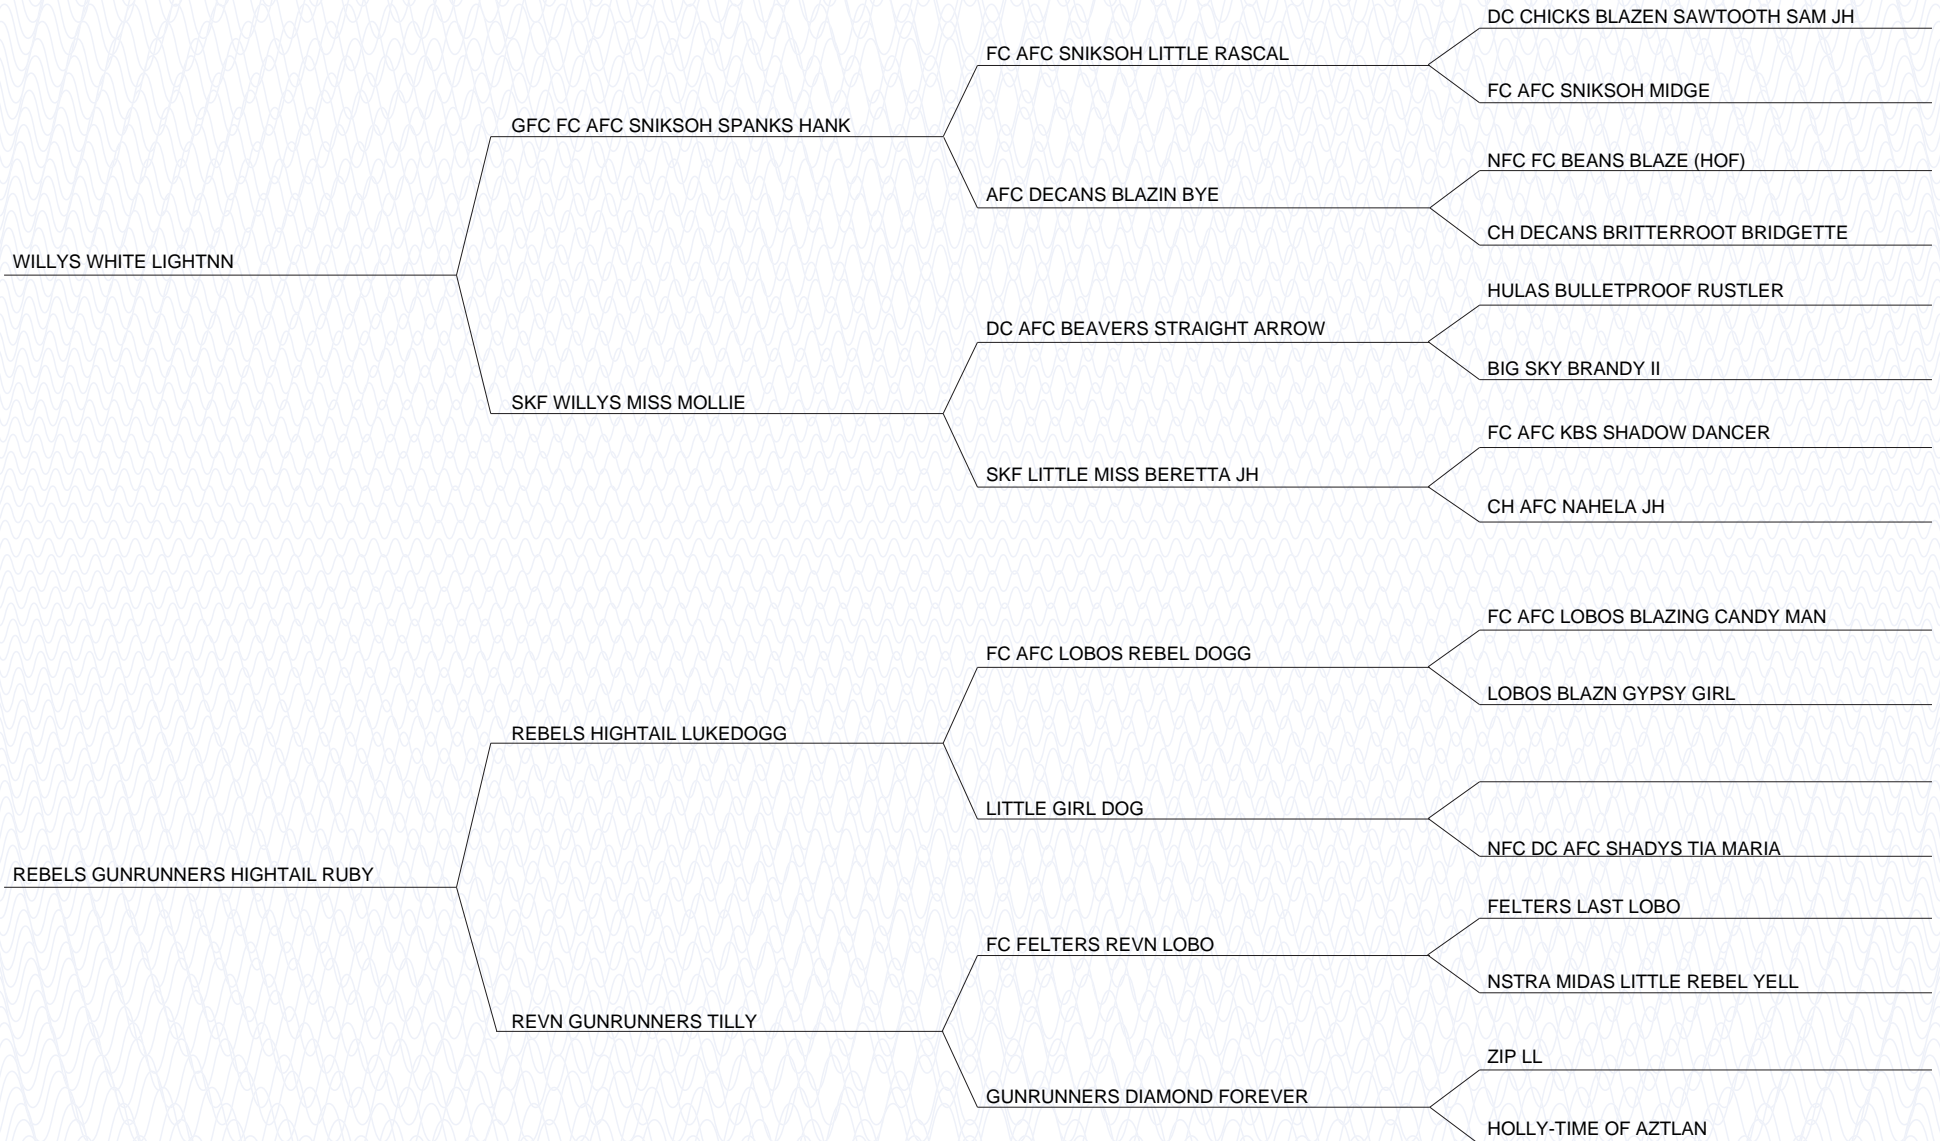 DC CHICKS BLAZEN SAWTOOTH SAM JH
FC AFC SNIKSOH LITTLE RASCAL
FC AFC SNIKSOH MIDGE
GFC FC AFC SNIKSOH SPANKS HANK
NFC FC BEANS BLAZE (HOF)
AFC DECANS BLAZIN BYE
CH DECANS BRITTERROOT BRIDGETTE
WILLYS WHITE LIGHTNN
HULAS BULLETPROOF RUSTLER
DC AFC BEAVERS STRAIGHT ARROW
BIG SKY BRANDY II
SKF WILLYS MISS MOLLIE
FC AFC KBS SHADOW DANCER
SKF LITTLE MISS BERETTA JH
CH AFC NAHELA JH
FC AFC LOBOS BLAZING CANDY MAN
FC AFC LOBOS REBEL DOGG
LOBOS BLAZN GYPSY GIRL
REBELS HIGHTAIL LUKEDOGG
LITTLE GIRL DOG
NFC DC AFC SHADYS TIA MARIA
REBELS GUNRUNNERS HIGHTAIL RUBY
FELTERS LAST LOBO
FC FELTERS REVN LOBO
NSTRA MIDAS LITTLE REBEL YELL
REVN GUNRUNNERS TILLY
ZIP LL
GUNRUNNERS DIAMOND FOREVER
HOLLY-TIME OF AZTLAN